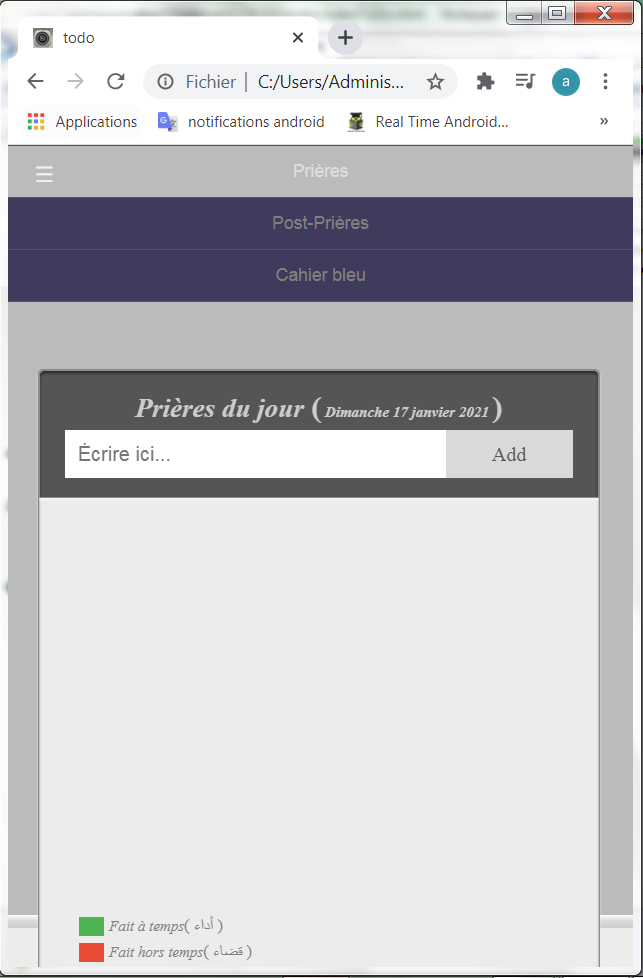 todo
Fichier | C:/Users/Adminis...
a
Applications notifications android Real Time Android... »
☰ Prières
Post-Prières
Cahier bleu
Prières du jour ( Dimanche 17 janvier 2021 )
Écrire ici... Add
Fait à temps( أداء )
Fait hors temps( قضاء )